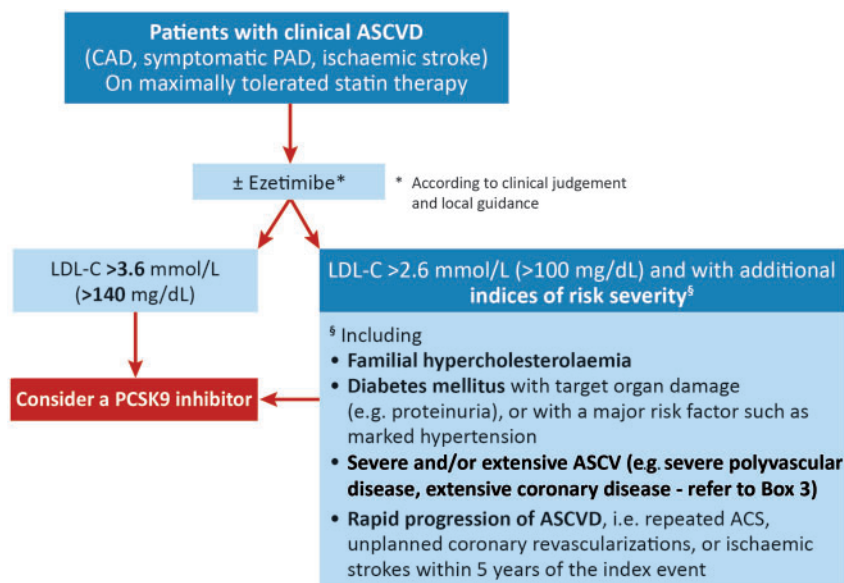 Patients with clinical ASCVD
(CAD, symptomatic PAD, ischaemic stroke)
On maximally tolerated statin therapy
± Ezetimibe*
* According to clinical judgement
and local guidance
LDL-C >3.6 mmol/L
(>140 mg/dL)
LDL-C >2.6 mmol/L (>100 mg/dL) and with additional
indices of risk severity§
§ Including
• Familial hypercholesterolaemia
• Diabetes mellitus with target organ damage
(e.g. proteinuria), or with a major risk factor such as
marked hypertension
• Severe and/or extensive ASCV (e.g. severe polyvascular
disease, extensive coronary disease - refer to Box 3)
• Rapid progression of ASCVD, i.e. repeated ACS,
unplanned coronary revascularizations, or ischaemic
strokes within 5 years of the index event
Consider a PCSK9 inhibitor